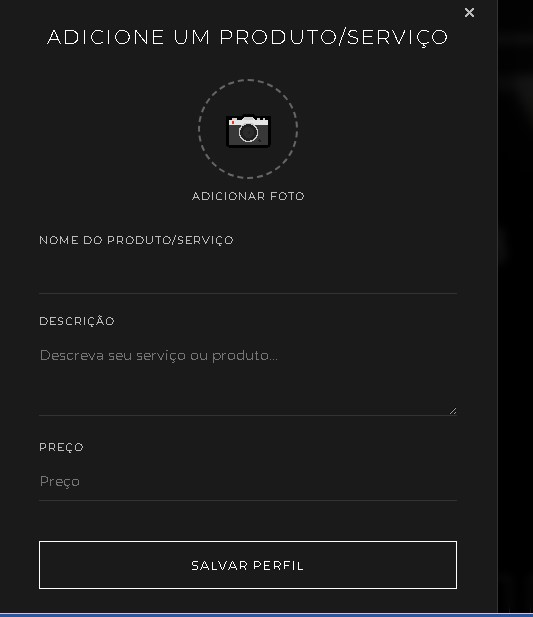 ×
ADICIONE UM PRODUTO/SERVIÇO
ADICIONAR FOTO
NOME DO PRODUTO/SERVIÇO
DESCRIÇÃO
Descreva seu serviço ou produto...
PREÇO
Preço
SALVAR PERFIL